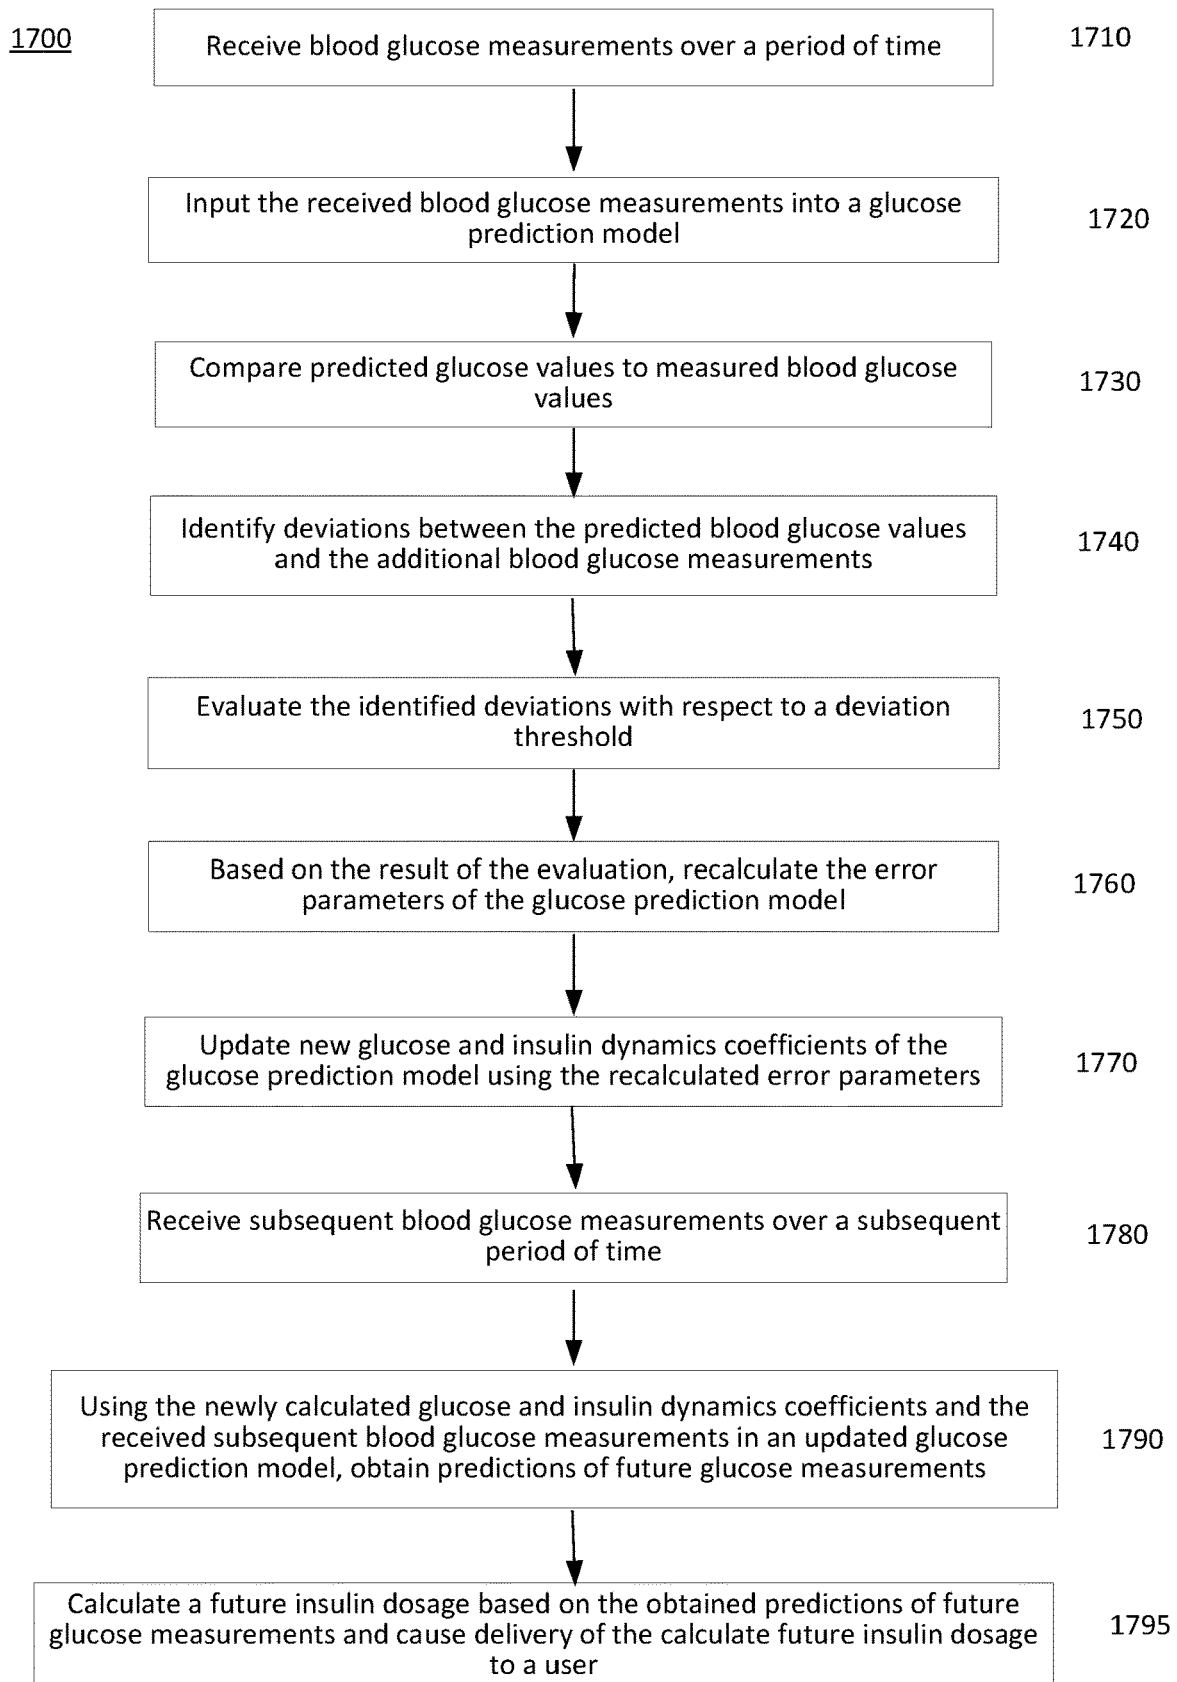 1700
Receive blood glucose measurements over a period of time
1710
Input the received blood glucose measurements into a glucose
prediction model
1720
Compare predicted glucose values to measured blood glucose
values
1730
Identify deviations between the predicted blood glucose values
and the additional blood glucose measurements
1740
Evaluate the identified deviations with respect to a deviation
threshold
1750
Based on the result of the evaluation, recalculate the error
parameters of the glucose prediction model
1760
Update new glucose and insulin dynamics coefficients of the
glucose prediction model using the recalculated error parameters
1770
Receive subsequent blood glucose measurements over a subsequent
period of time
1780
Using the newly calculated glucose and insulin dynamics coefficients and the
received subsequent blood glucose measurements in an updated glucose
prediction model, obtain predictions of future glucose measurements
1790
Calculate a future insulin dosage based on the obtained predictions of future
glucose measurements and cause delivery of the calculate future insulin dosage
to a user
1795